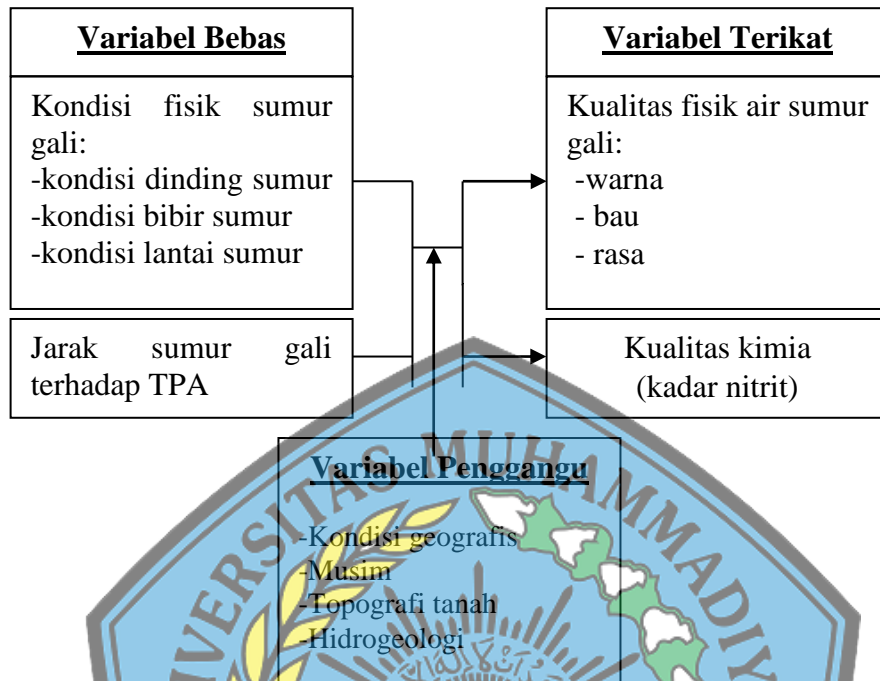 Variabel Bebas
Kondisi fisik sumur
gali:
-kondisi dinding sumur
-kondisi bibir sumur
-kondisi lantai sumur
Jarak sumur gali
terhadap TPA
Variabel Terikat
Kualitas fisik air sumur
gali:
-warna
- bau
- rasa
Kualitas kimia
(kadar nitrit)
Variabel Penggangu
-Kondisi geografis
-Musim
-Topografi tanah
-Hidrogeologi
MUHAMMADIY